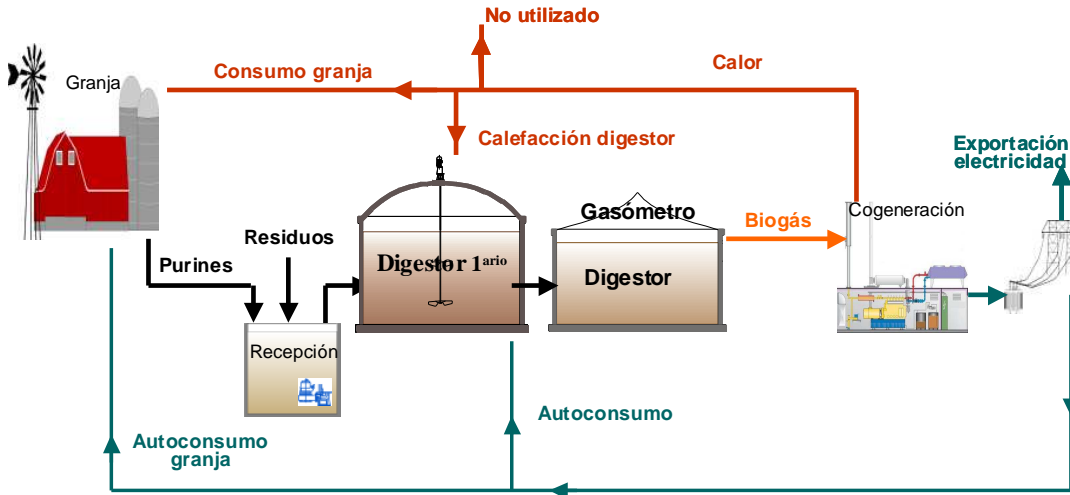 No utilizado
Granja
Consumo granja
Calor
Calefacción digestor
Exportación
electricidad
Gasómetro
Cogeneración
Residuos
Biogás
Purines
Digestor 1ario
Digestor
Recepción
Autoconsumo
Autoconsumo
granja